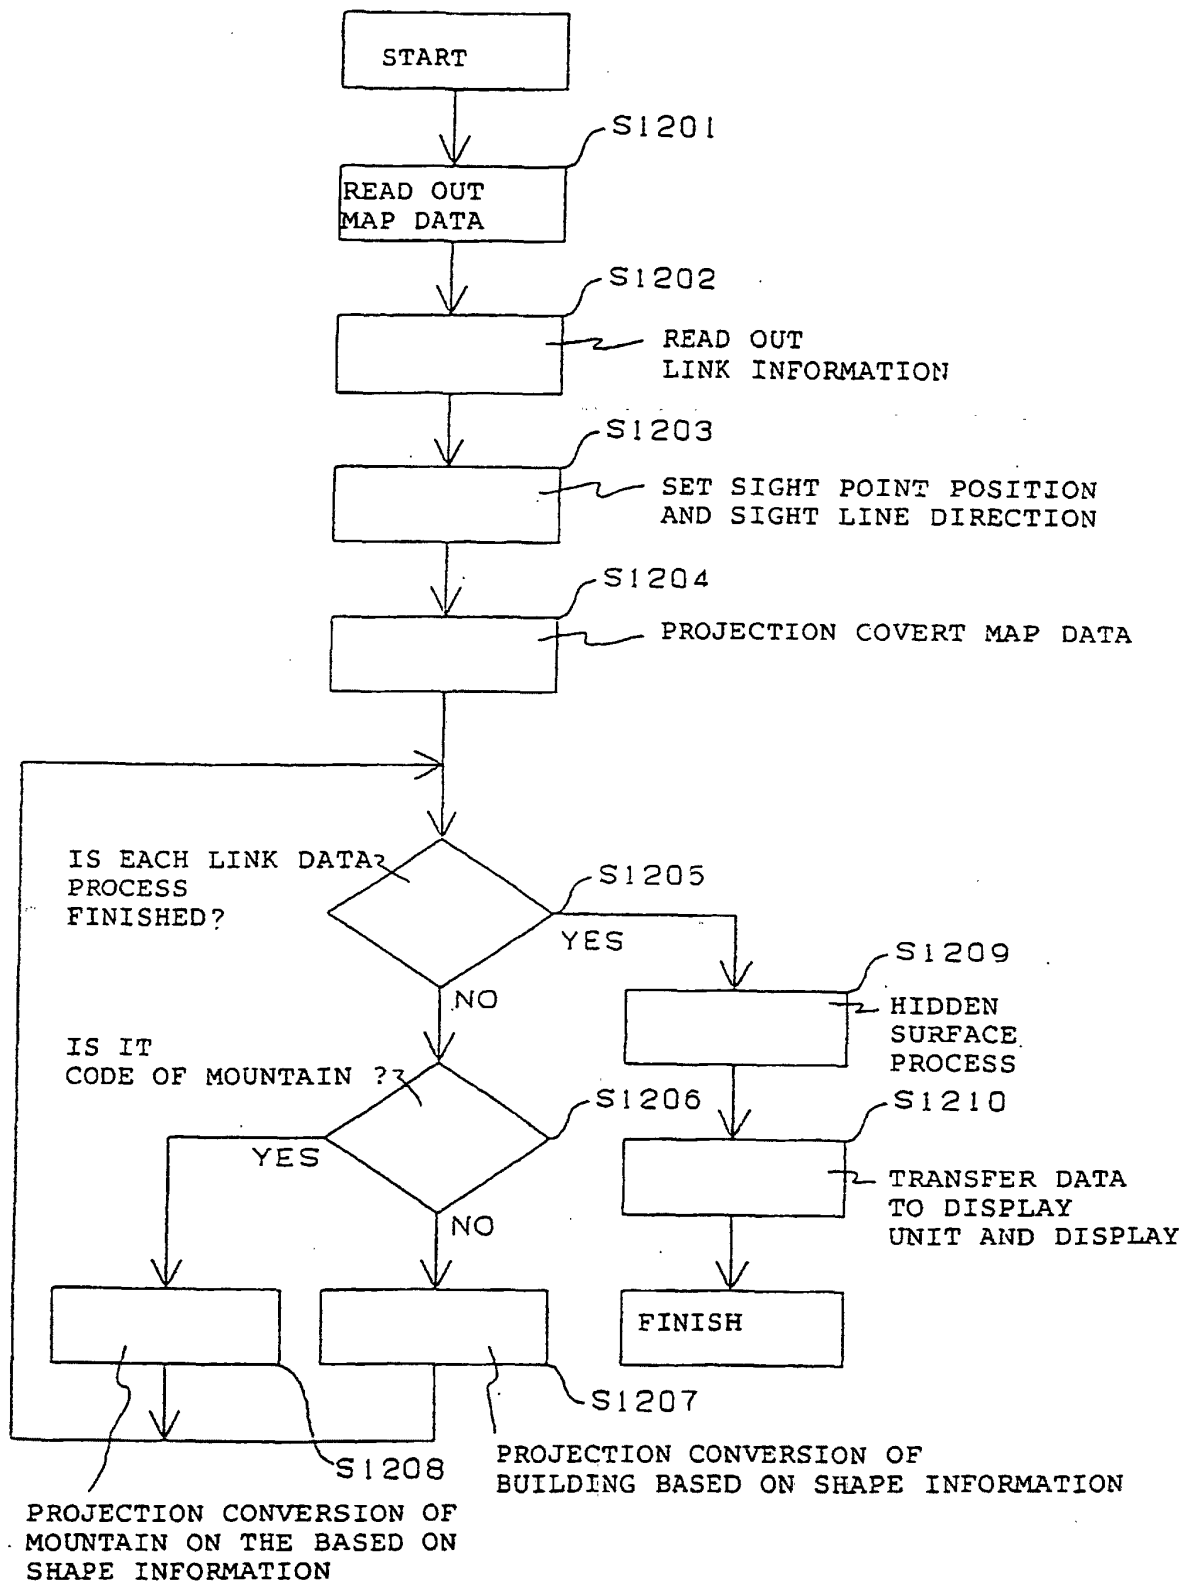 START
S1201
READ OUT
MAP DATA
S1202
READ OUT
LINK INFORMATION
S1203
SET SIGHT POINT POSITION
AND SIGHT LINE DIRECTION
S1204
PROJECTION COVERT MAP DATA
IS EACH LINK DATA?
PROCESS
FINISHED?
S1205
YES
NO
S1209
HIDDEN
SURFACE
PROCESS
IS IT
CODE OF MOUNTAIN ?
S1206
YES
NO
S1210
TRANSFER DATA
TO DISPLAY
UNIT AND DISPLAY
FINISH
S1207
PROJECTION CONVERSION OF
BUILDING BASED ON SHAPE INFORMATION
S1208
PROJECTION CONVERSION OF
MOUNTAIN ON THE BASED ON
SHAPE INFORMATION